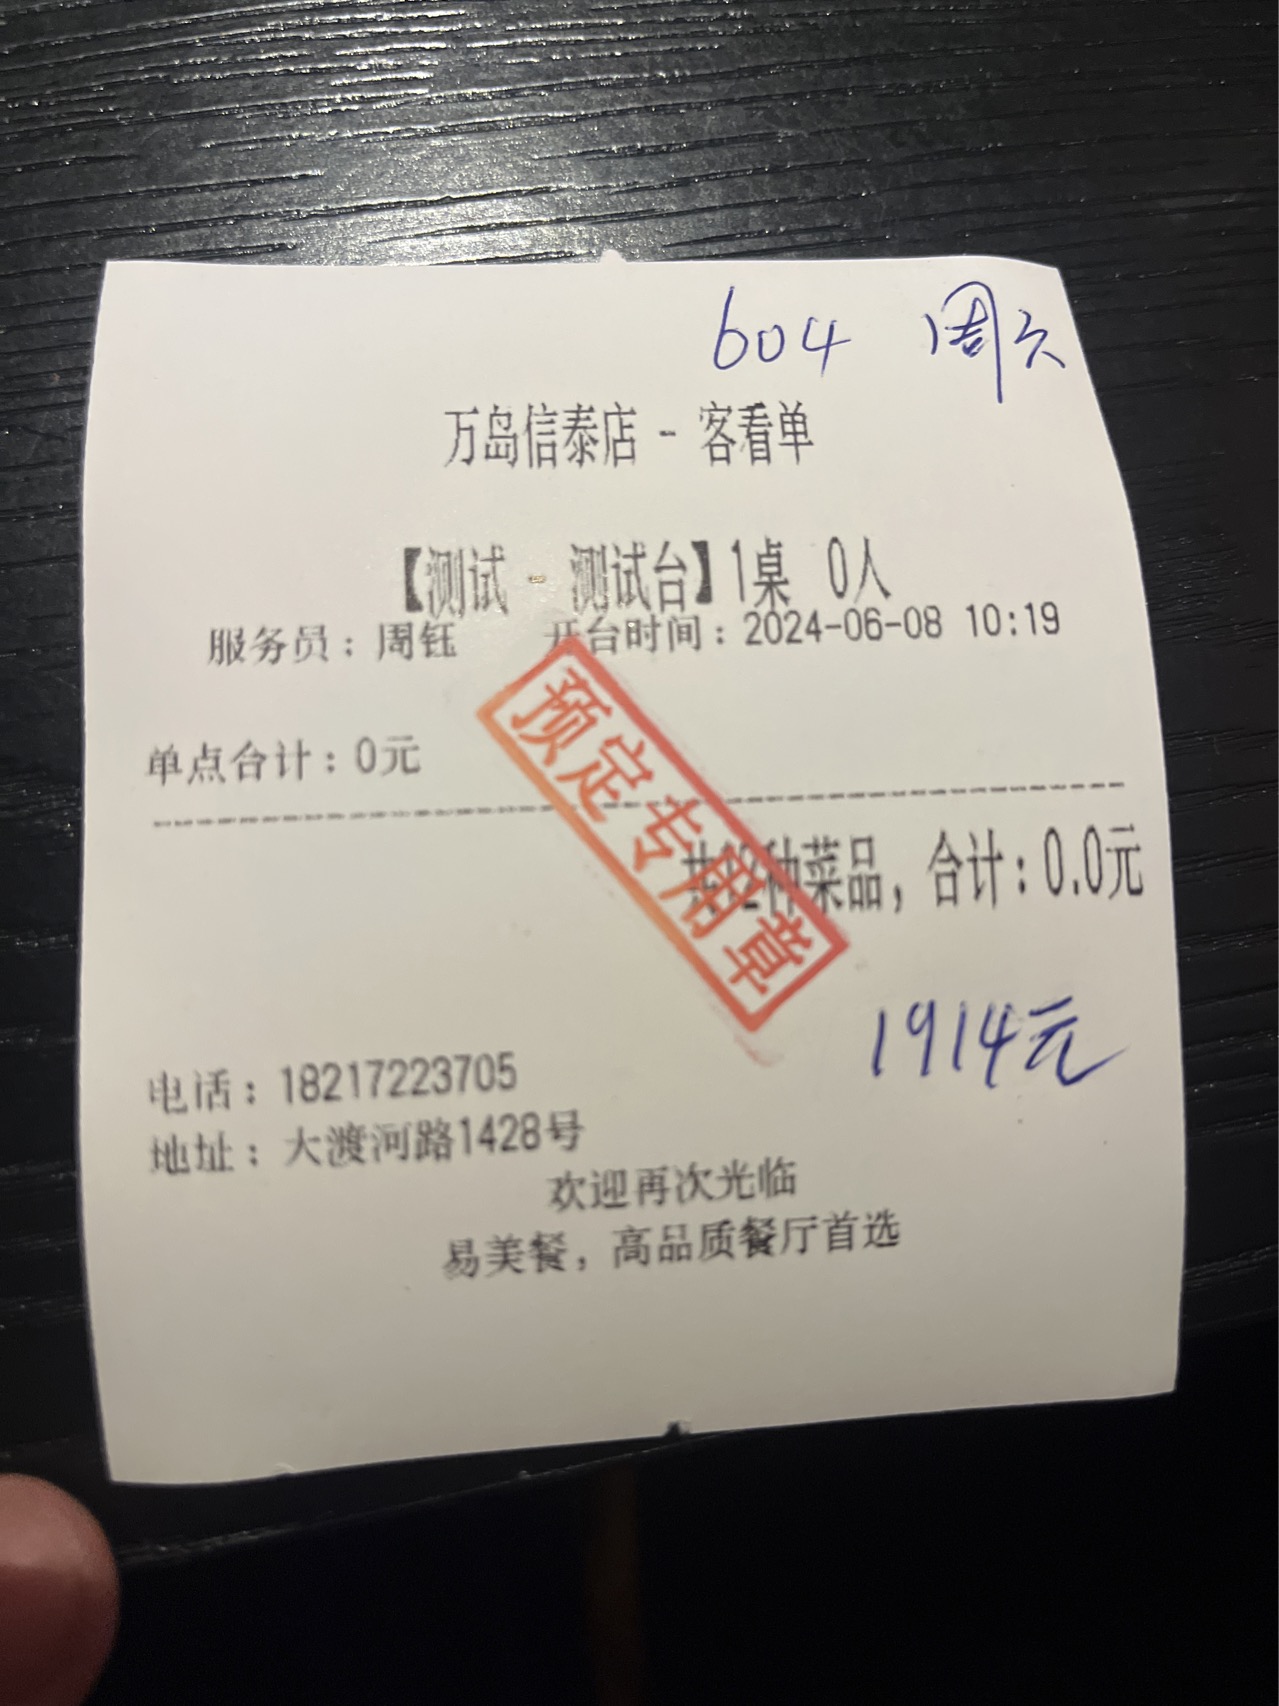 604 周六
万岛信泰店 - 客看单
【测试 - 测试台】1桌 0人
服务员：周钰 开台时间：2024-06-08 10:19
单点合计：0元
预定专用章
共12种菜品，合计：0.0元
1914元
电话：18217223705
地址：大渡河路1428号
欢迎再次光临
易美餐，高品质餐厅首选